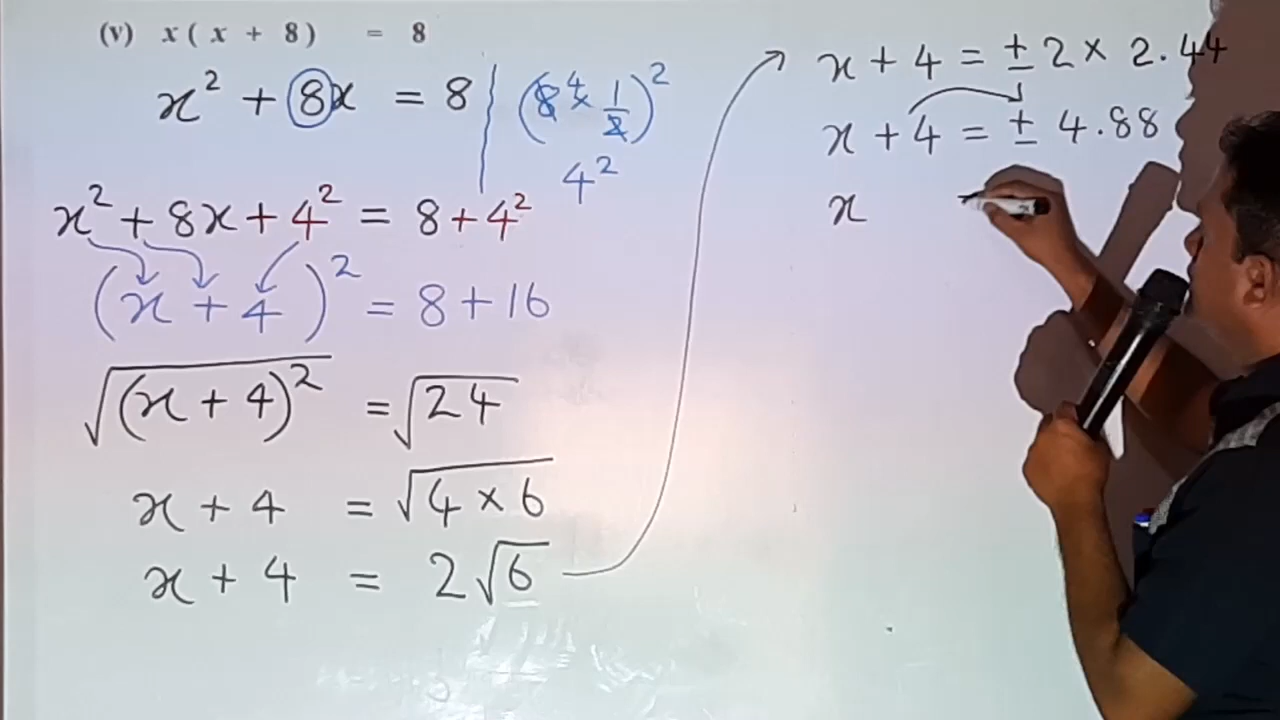 (v) x ( x + 8 ) = 8
x² + 8x = 8
(8⁴ × 1/2)²
4²
x² + 8x + 4² = 8 + 4²
(x + 4)² = 8 + 16
√(x + 4)² = √24
x + 4 = √4 × 6
x + 4 = 2√6
x + 4 = ± 2 × 2.44
x + 4 = ± 4.88
x